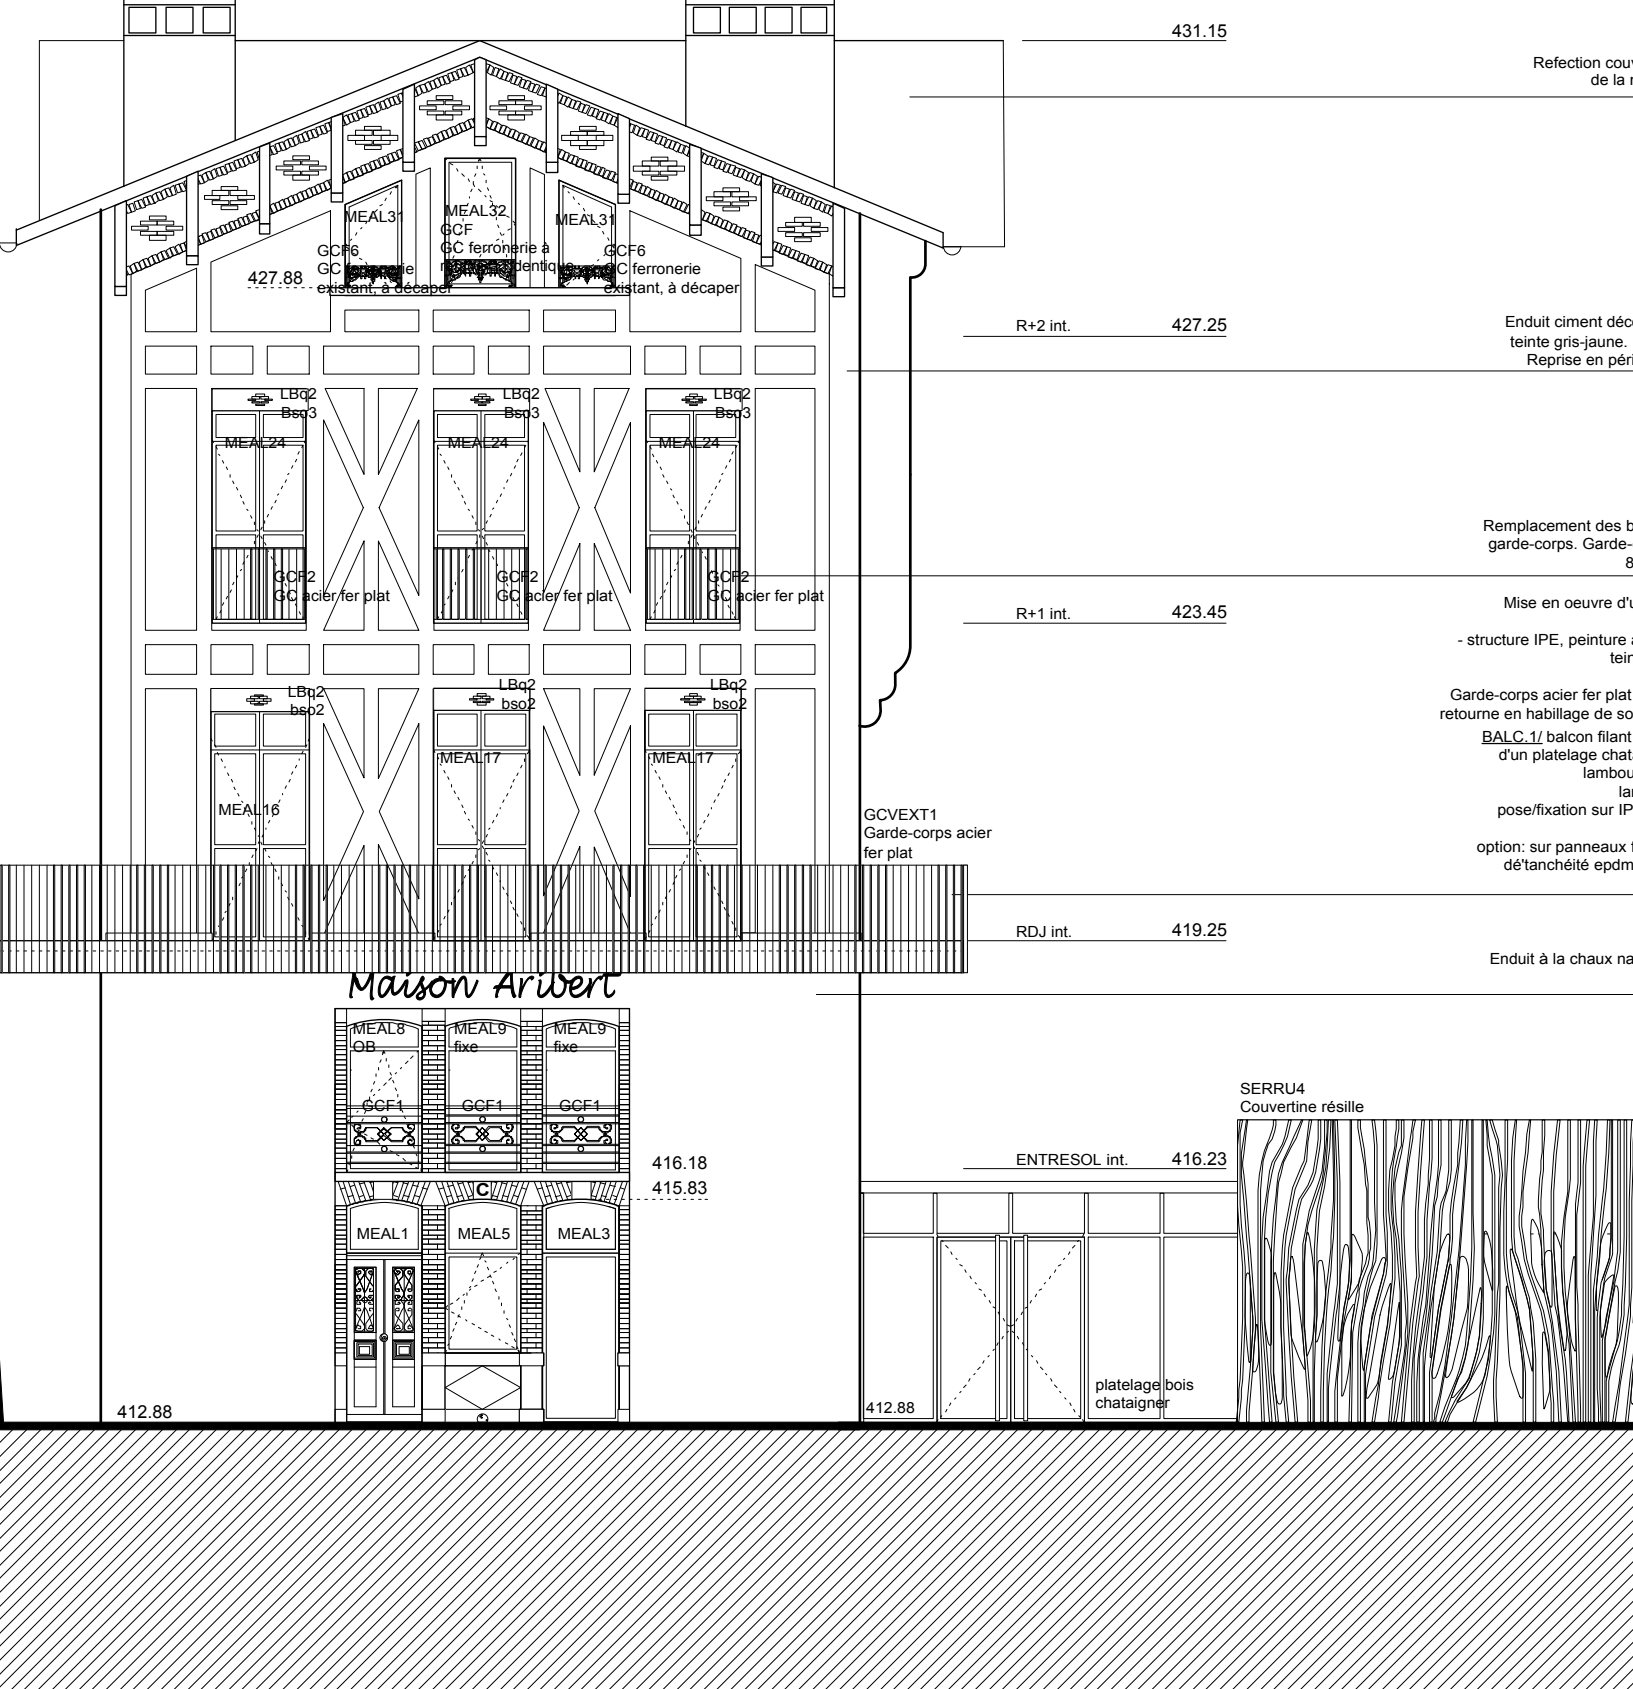 431.15
Refection couv
de la
MEAL31
MEAL32
MEAL31
GCF6
GC
existant, à décaper
GCF
GC ferronerie à
GCF6
GC ferronerie
existant, à décaper
427.88
R+2 int. 427.25
Enduit ciment déc
teinte gris-jaune.
Reprise en péri
LBq2
Bso3
MEAL24
LBq2
Bso3
MEAL24
LBq2
Bso3
MEAL24
Remplacement des b
garde-corps. Garde-
8
GCF2
GC acier fer plat
GCF2
GC acier fer plat
GCF2
GC acier fer plat
R+1 int. 423.45
Mise en oeuvre d'u
- structure IPE, peinture a
tein
Garde-corps acier fer plat
retourne en habillage de so
BALC.1/ balcon filant
d'un platelage chat
lambou
la
pose/fixation sur IP
option: sur panneaux f
dé'tanchéité epdm
LBq2
bso2
MEAL16
LBq2
bso2
MEAL17
LBq2
bso2
MEAL17
GCVEXT1
Garde-corps acier
fer plat
RDJ int. 419.25
Enduit à la chaux na
Maison Aribert
MEAL8
OB
MEAL9
fixe
MEAL9
fixe
GCF1
GCF1
GCF1
SERRU4
Couvertine résille
416.18
415.83
ENTRESOL int. 416.23
C
MEAL1
MEAL5
MEAL3
platelage bois
chataigner
412.88
412.88